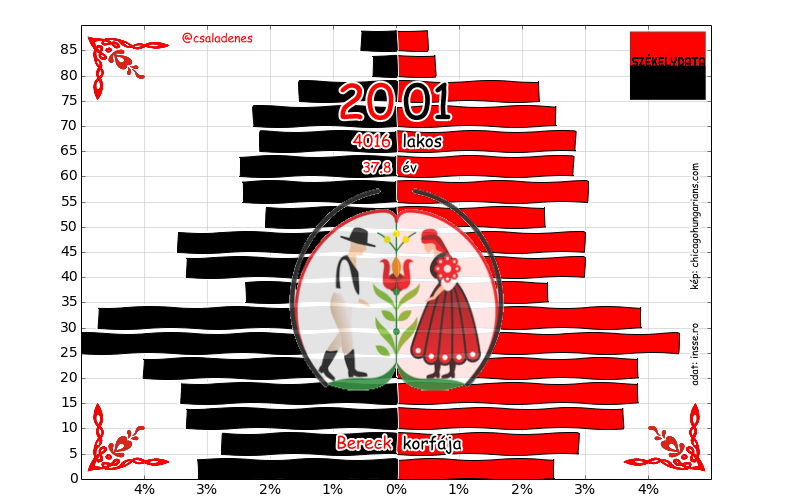 @csaladenes
SZÉKELYDATA
2001
4016 lakos
37.8 év
kép: chicagohungarians.com
adat: insse.ro
Bereck korfája
85
80
75
70
65
60
55
50
45
40
35
30
25
20
15
10
5
0
4% 3% 2% 1% 0% 1% 2% 3% 4%